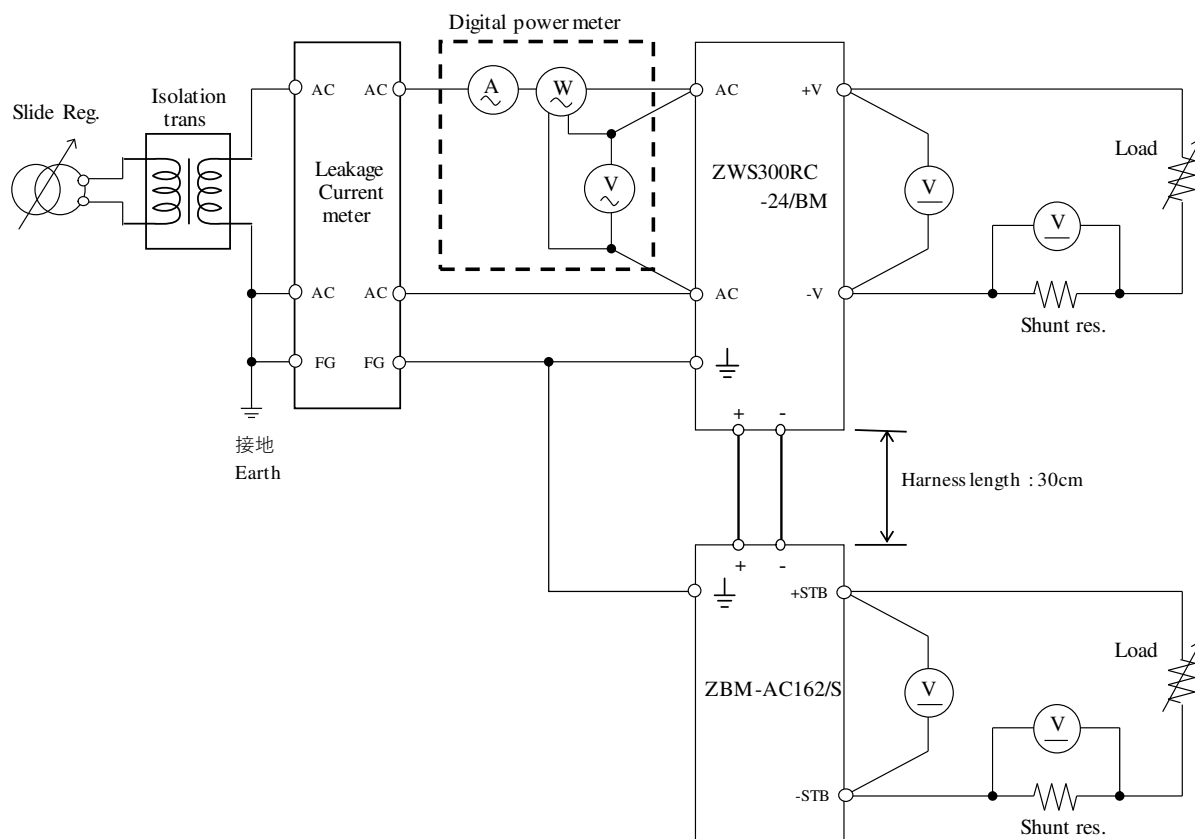 Digital power meter
Slide Reg.
Isolation
trans
AC
AC
A
W
AC
+V
Leakage
Current
meter
V
ZWS300RC
-24/BM
V
Load
V
AC
AC
AC
-V
Shunt res.
FG
FG
接地
Earth
+
-
Harness length : 30cm
+
-
+STB
ZBM-AC162/S
V
Load
V
-STB
Shunt res.